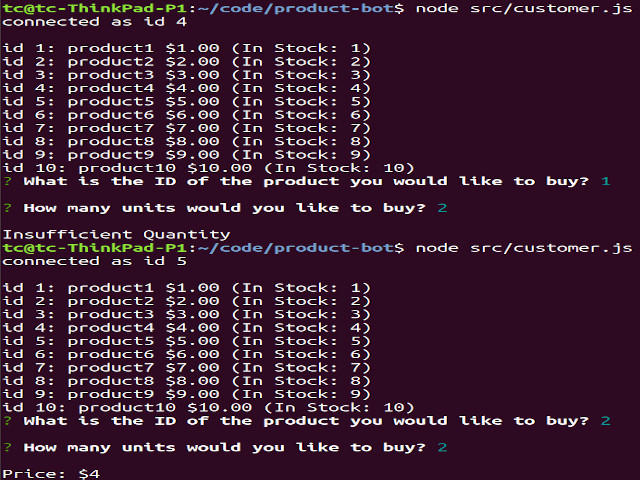 tc@tc-ThinkPad-P1:~/code/product-bot$ node src/customer.js
connected as id 4
id 1: product1 $1.00 (In Stock: 1)
id 2: product2 $2.00 (In Stock: 2)
id 3: product3 $3.00 (In Stock: 3)
id 4: product4 $4.00 (In Stock: 4)
id 5: product5 $5.00 (In Stock: 5)
id 6: product6 $6.00 (In Stock: 6)
id 7: product7 $7.00 (In Stock: 7)
id 8: product8 $8.00 (In Stock: 8)
id 9: product9 $9.00 (In Stock: 9)
id 10: product10 $10.00 (In Stock: 10)
? What is the ID of the product you would like to buy? 1
? How many units would you like to buy? 2
Insufficient Quantity
tc@tc-ThinkPad-P1:~/code/product-bot$ node src/customer.js
connected as id 5
id 1: product1 $1.00 (In Stock: 1)
id 2: product2 $2.00 (In Stock: 2)
id 3: product3 $3.00 (In Stock: 3)
id 4: product4 $4.00 (In Stock: 4)
id 5: product5 $5.00 (In Stock: 5)
id 6: product6 $6.00 (In Stock: 6)
id 7: product7 $7.00 (In Stock: 7)
id 8: product8 $8.00 (In Stock: 8)
id 9: product9 $9.00 (In Stock: 9)
id 10: product10 $10.00 (In Stock: 10)
? What is the ID of the product you would like to buy? 2
? How many units would you like to buy? 2
Price: $4